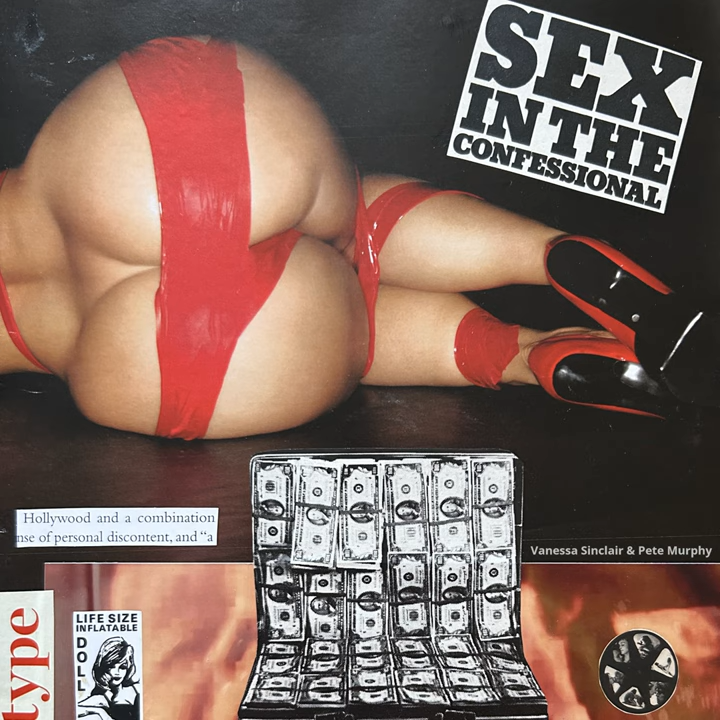 SEX
IN THE
CONFESSIONAL
Hollywood and a combination
nse of personal discontent, and “a
Vanessa Sinclair & Pete Murphy
type
LIFE SIZE
INFLATABLE
DOLL